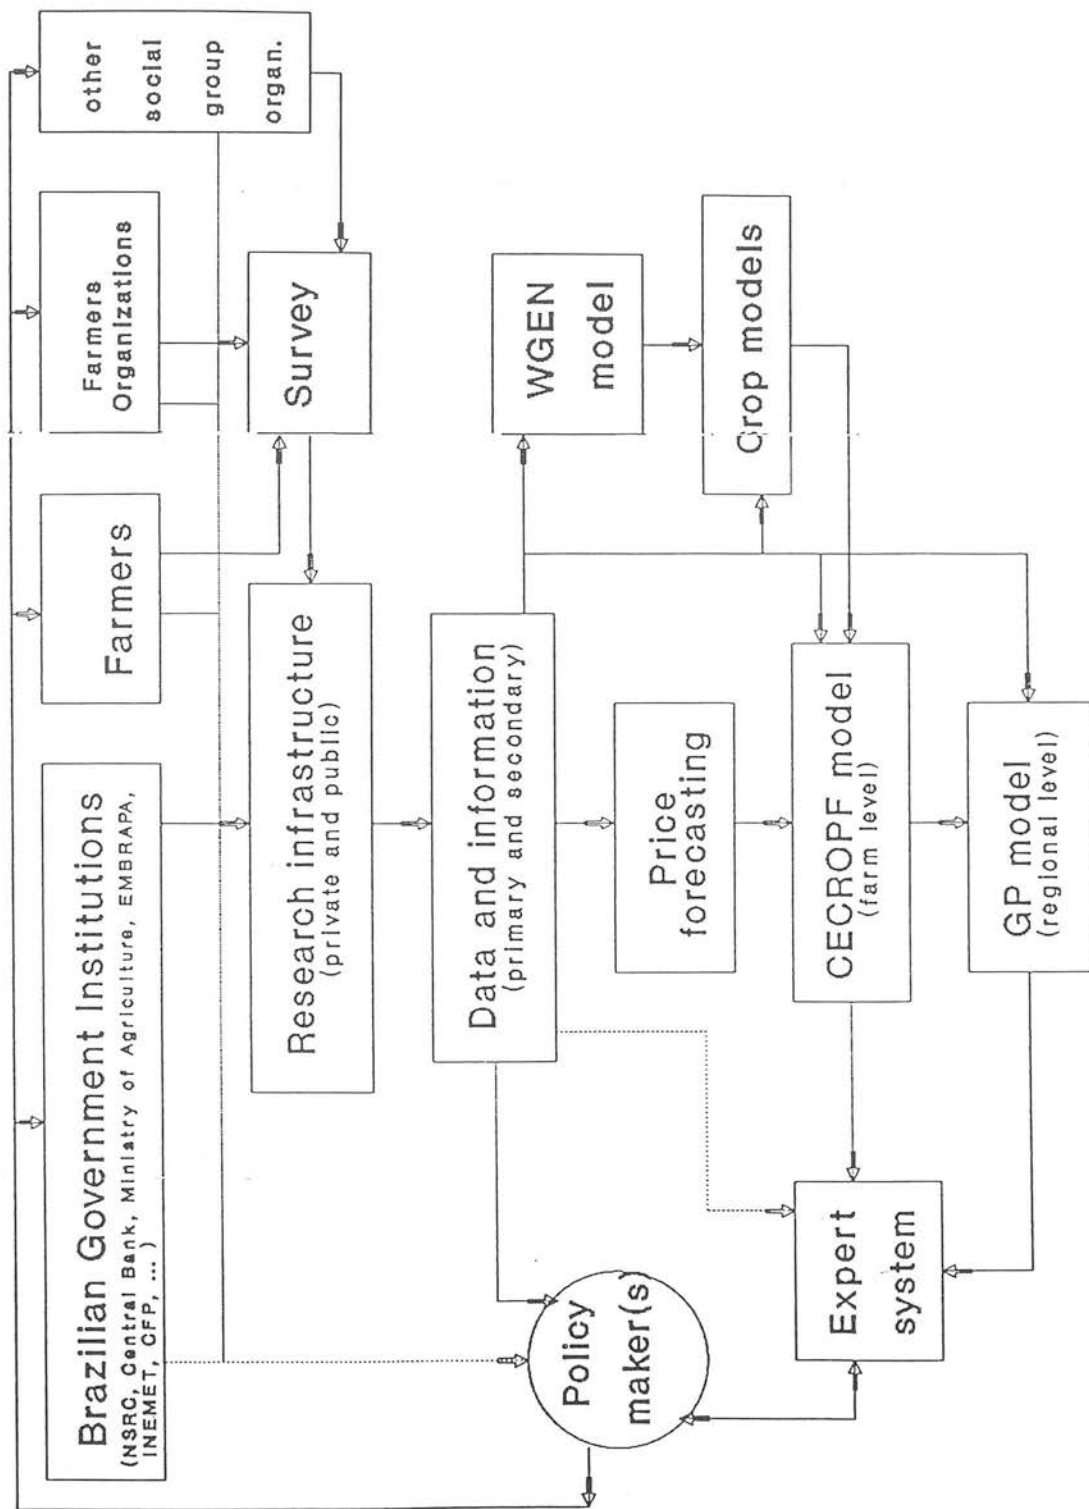 Brazilian Government Institutions
(NSRC, Central Bank, Ministry of Agriculture, EMBRAPA,
INEMET, CFP, ... )
Farmers
Farmers
Organizations
other
social
group
organ.
Research infrastructure
(private and public)
Survey
Data and information
(primary and secondary)
Policy
maker(s)
Price
forecasting
WGEN
model
Expert
system
CECROPF model
(farm level)
Crop models
GP model
(regional level)